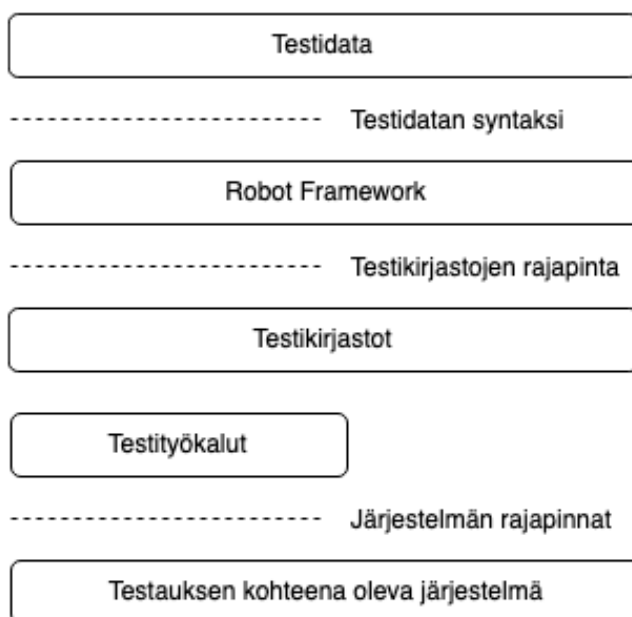 Testidata
Testidatan syntaksi
Robot Framework
Testikirjastojen rajapinta
Testikirjastot
Testityökalut
Järjestelmän rajapinnat
Testauksen kohteena oleva järjestelmä